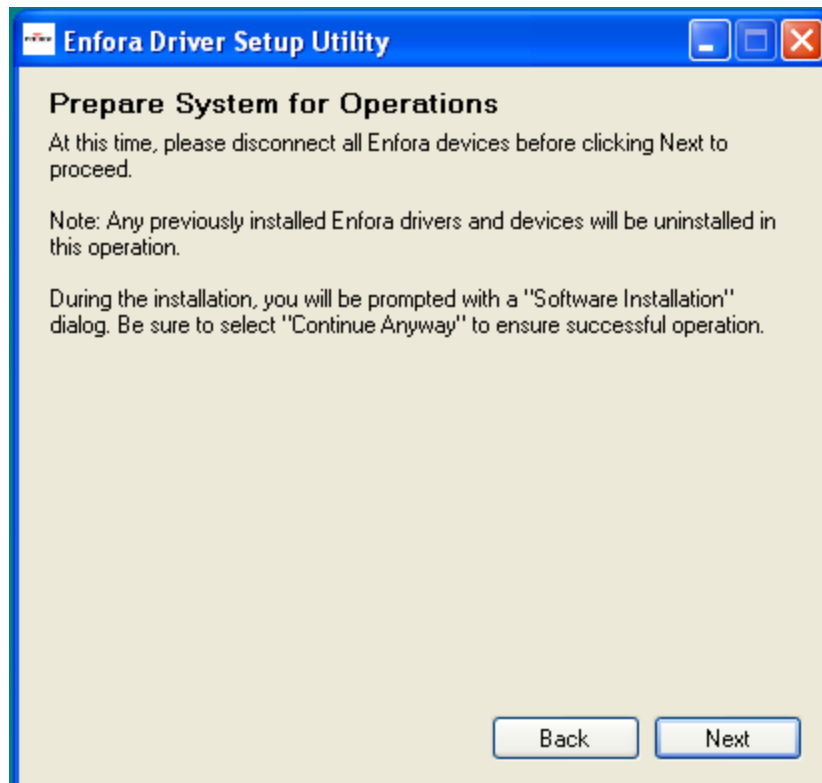 Enfora Driver Setup Utility
Prepare System for Operations
At this time, please disconnect all Enfora devices before clicking Next to
proceed.
Note: Any previously installed Enfora drivers and devices will be uninstalled in
this operation.
During the installation, you will be prompted with a "Software Installation"
dialog. Be sure to select "Continue Anyway" to ensure successful operation.
Back
Next